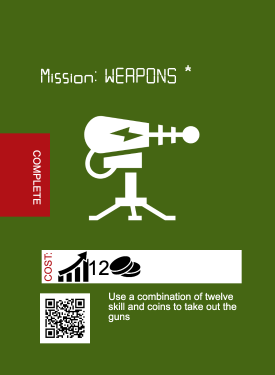 Mission: WEAPONS *
COMPLETE
COST:
12
Use a combination of twelve
skill and coins to take out the
guns